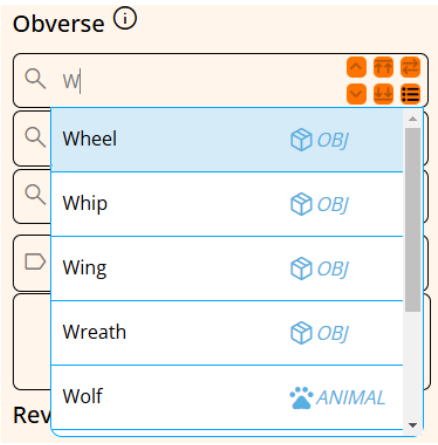 Obverse
W
Wheel OBJ
Whip OBJ
Wing OBJ
Wreath OBJ
Wolf ANIMAL
Rev